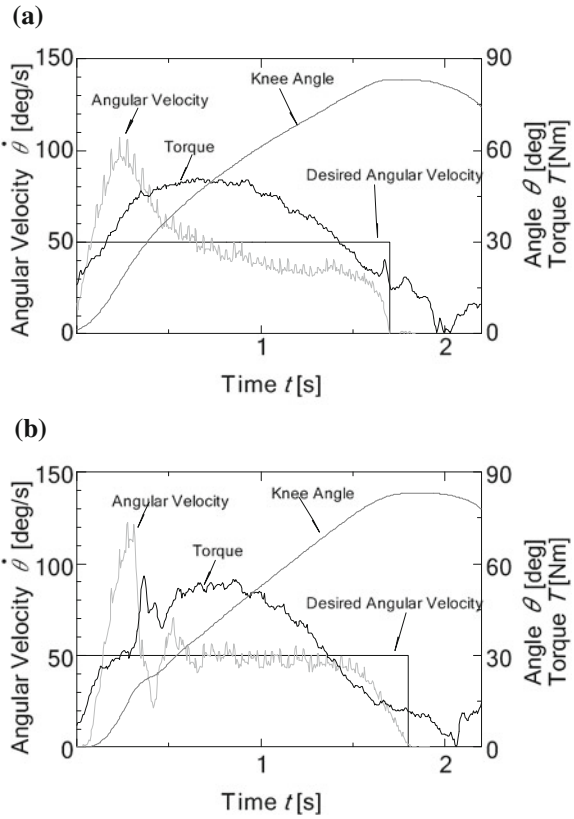 (a)
150
100
50
0
Angular Velocity θ̇ [deg/s]
Angular Velocity
Torque
Knee Angle
Desired Angular Velocity
90
60
30
0
Angle θ [deg]
Torque T [Nm]
1
2
Time t [s]
(b)
150
100
50
0
Angular Velocity θ̇ [deg/s]
Angular Velocity
Torque
Knee Angle
Desired Angular Velocity
90
60
30
0
Angle θ [deg]
Torque T [Nm]
1
2
Time t [s]